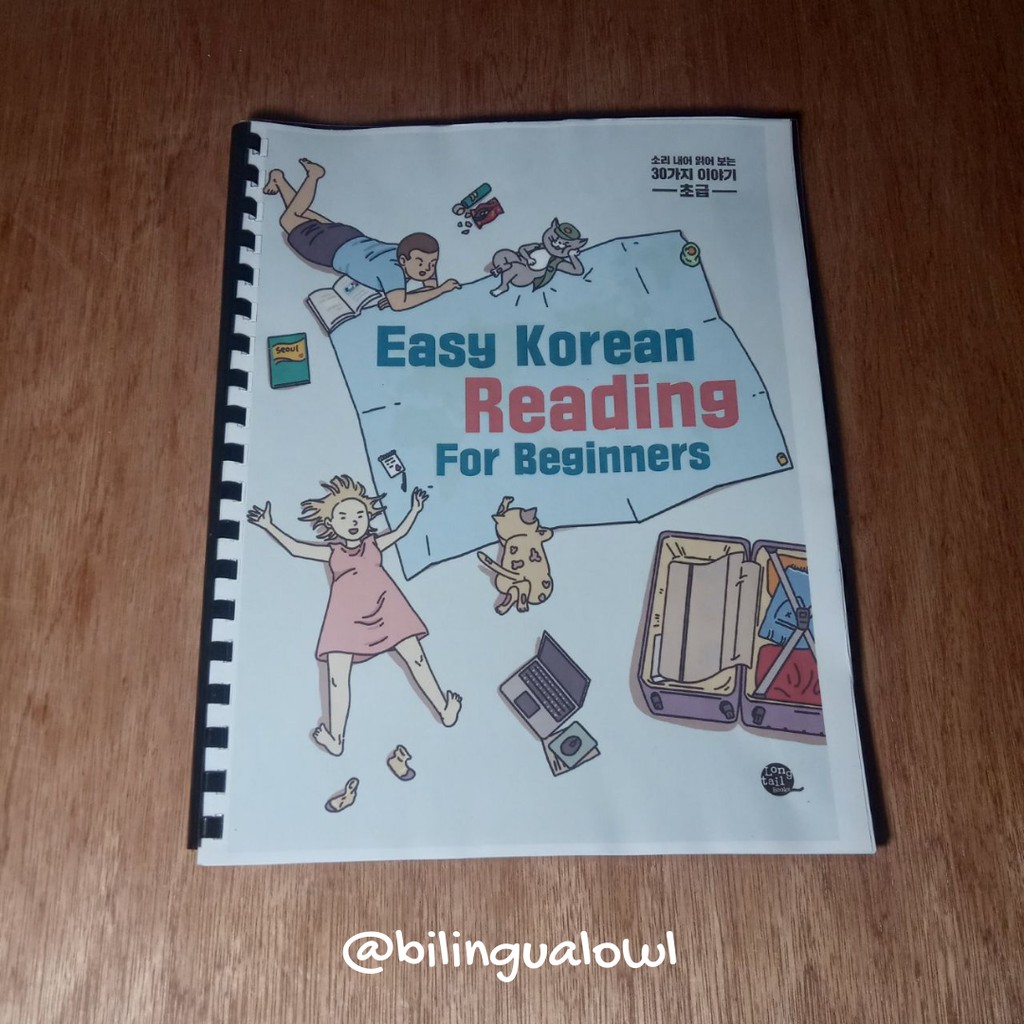 소리 내어 읽어 보는
30가지 이야기
초급
Easy Korean
Reading
For Beginners
seoul
Long
tail
Books
@bilingualowl